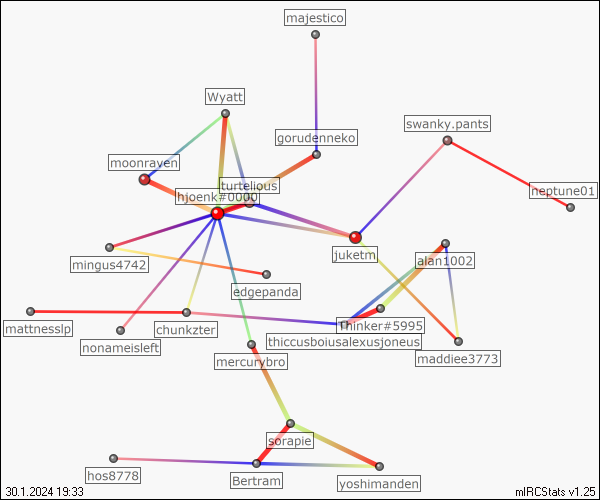 majestico
Wyatt
swanky.pants
gorudenneko
moonraven
turtelious
neptune01
hjoenk#0000
juketm
alan1002
mingus4742
edgepanda
mattnesslp
nonameisleft
chunkzter
Thinker#5995
thiccusboiusalexusjoneus
mercurybro
maddiee3773
sorapie
hos8778
Bertram
yoshimanden
30.1.2024 19:33
mIRCStats v1.25